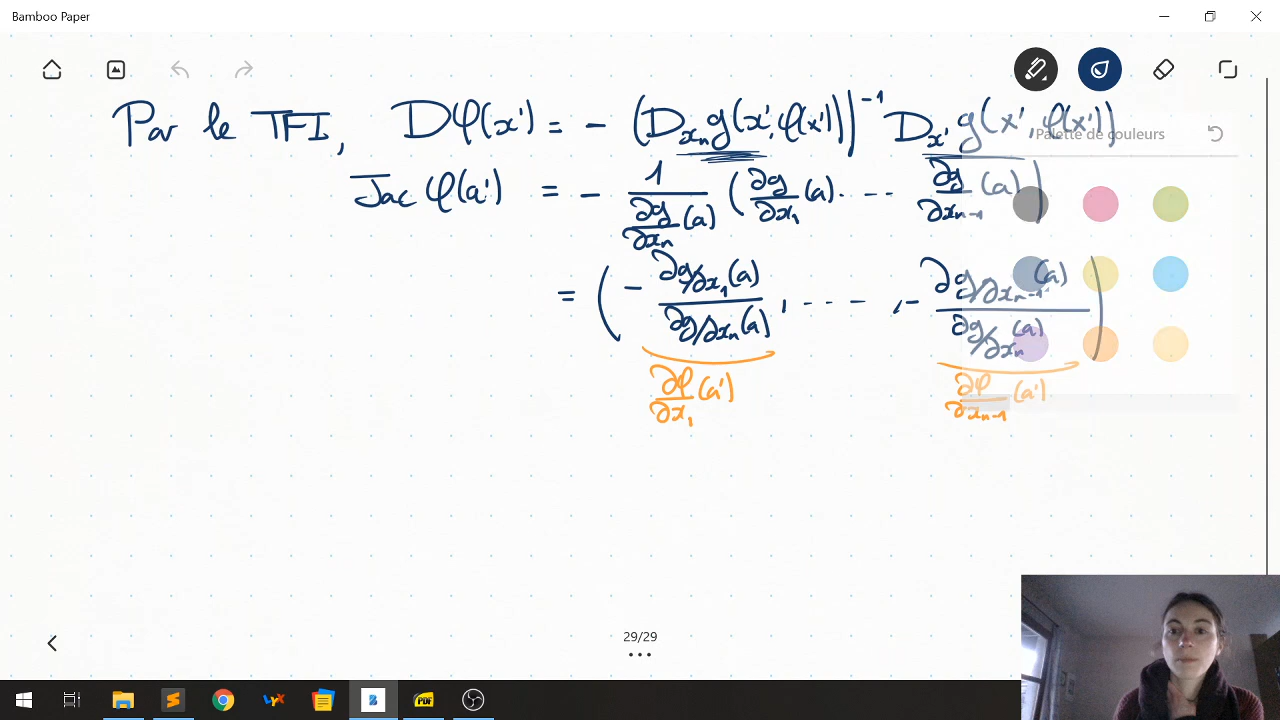 Bamboo Paper
Par le TFI, Dφ(x') = - (D_{x_n}g(x',φ(x')))^{-1} D_{x'}g(x',φ(x'))
Palette de couleurs
Jac φ(a') = - 1/(∂g/∂x_n (a)) (∂g/∂x_1 (a) ... ∂g/∂x_{n-1} (a))
= (- ∂g/∂x_1(a) / ∂g/∂x_n(a), ...., - ∂g/∂x_{n-1}(a) / ∂g/∂x_n(a))
∂φ/∂x_1 (a') ∂φ/∂x_{n-1} (a')
29/29
B PDF